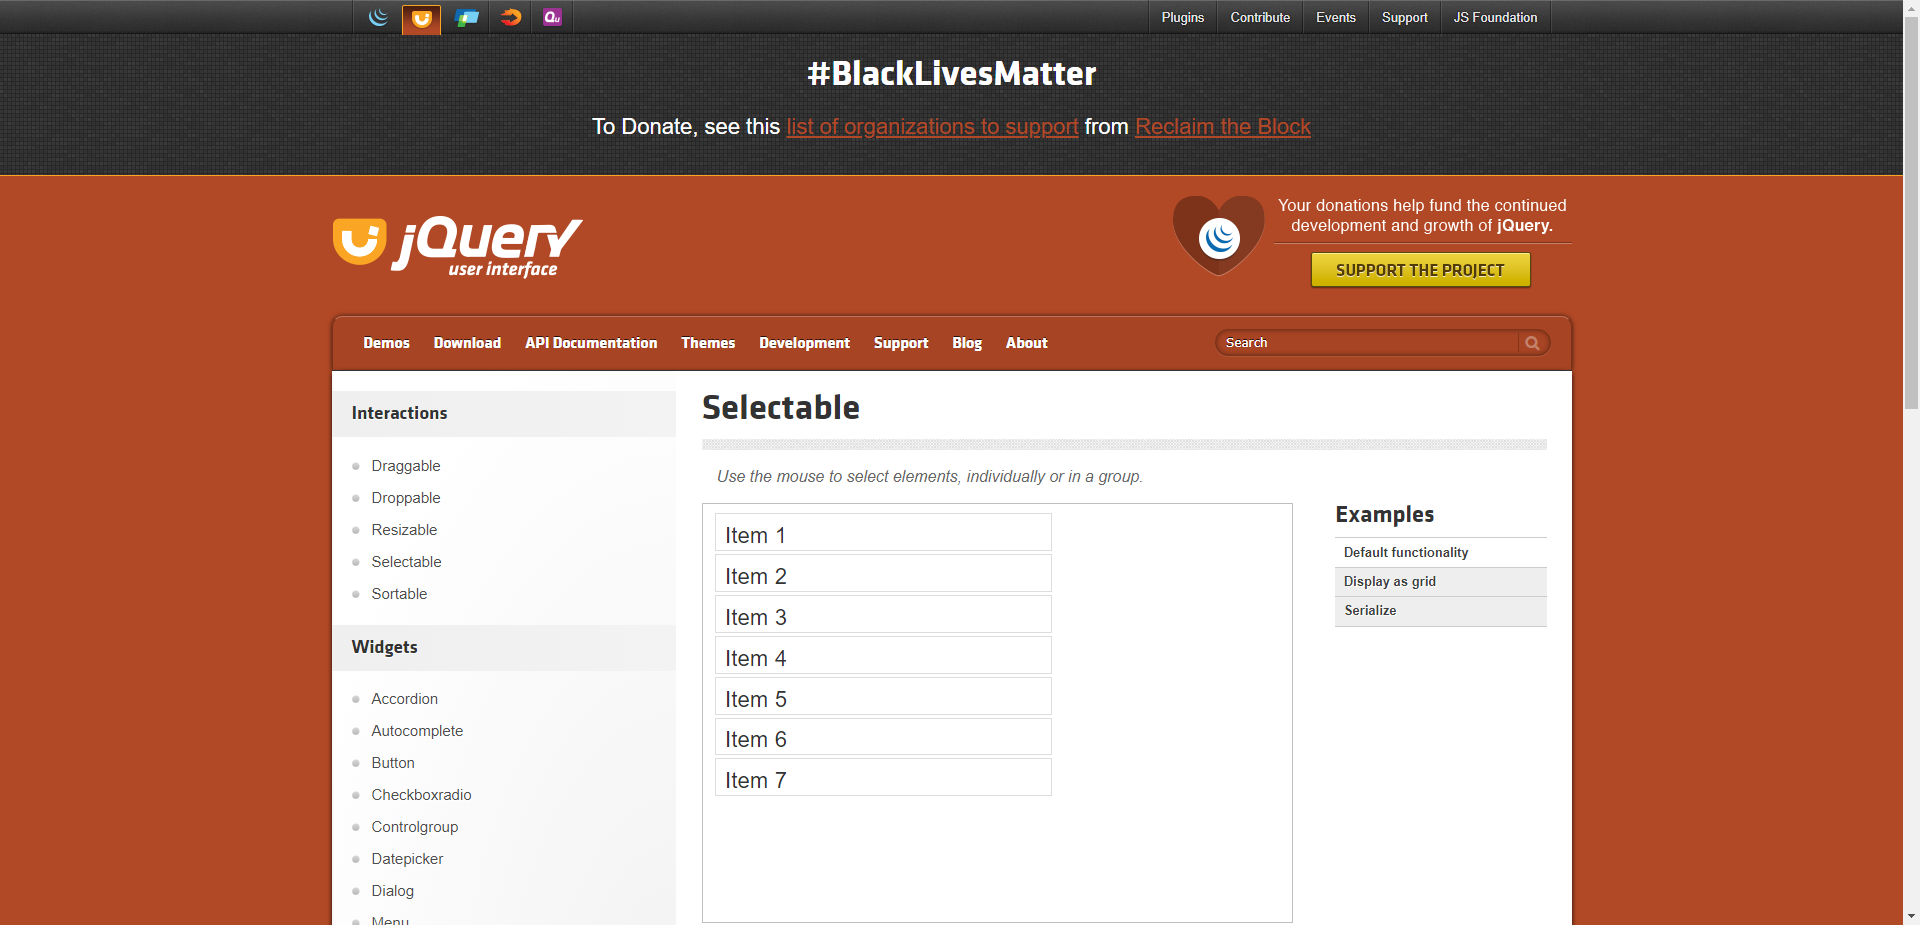 Qu
Plugins
Contribute
Events
Support
JS Foundation
#BlackLivesMatter
To Donate, see this list of organizations to support from Reclaim the Block
jQuery
user interface
Your donations help fund the continued
development and growth of jQuery.
SUPPORT THE PROJECT
Demos
Download
API Documentation
Themes
Development
Support
Blog
About
Search
Interactions
Draggable
Droppable
Resizable
Selectable
Sortable
Widgets
Accordion
Autocomplete
Button
Checkboxradio
Controlgroup
Datepicker
Dialog
Menu
Selectable
Use the mouse to select elements, individually or in a group.
Item 1
Item 2
Item 3
Item 4
Item 5
Item 6
Item 7
Examples
Default functionality
Display as grid
Serialize